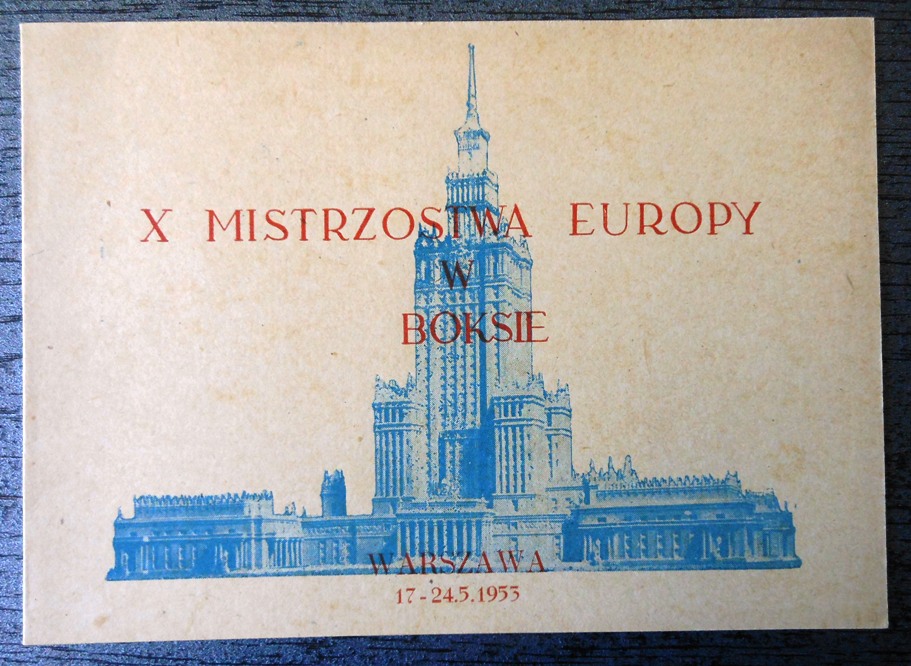 X MISTRZOSTWA EUROPY
W
BOKSIE
WARSZAWA
17-24.5.1953